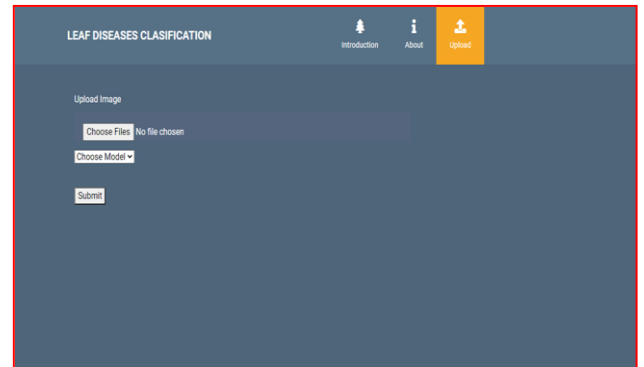 LEAF DISEASES CLASIFICATION
Introduction
About
Upload
Upload Image
Choose Files No file chosen
Choose Model
Submit